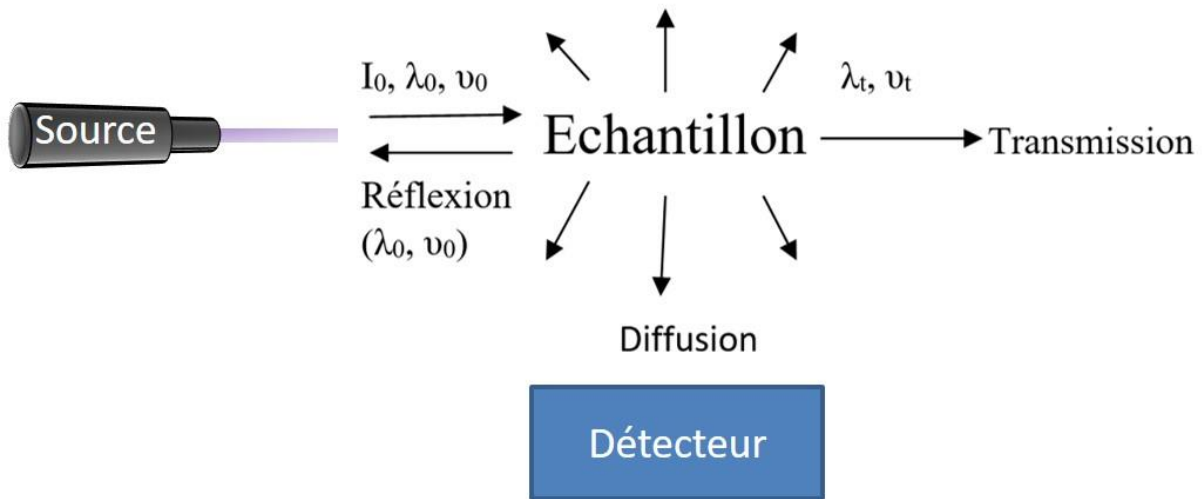 Source
I₀, λ₀, υ₀
Réflexion
(λ₀, υ₀)
Echantillon
λₜ, υₜ
Transmission
Diffusion
Détecteur